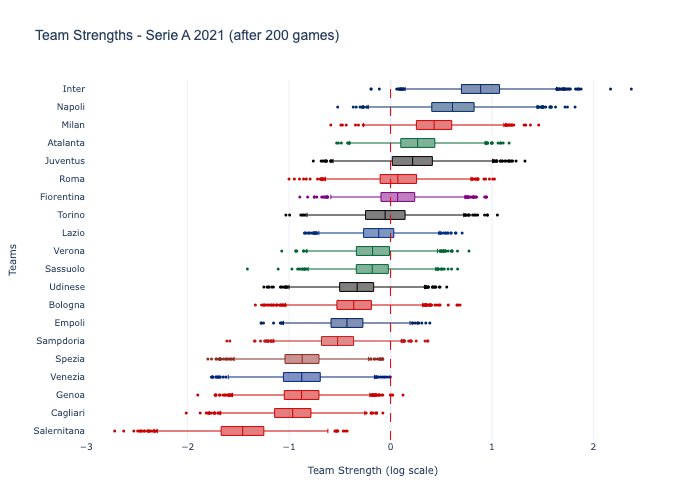 Team Strengths - Serie A 2021 (after 200 games)
Inter
Napoli
Milan
Atalanta
Juventus
Roma
Fiorentina
Torino
Lazio
Verona
Sassuolo
Udinese
Bologna
Empoli
Sampdoria
Spezia
Venezia
Genoa
Cagliari
Salernitana
Teams
−3 −2 −1 0 1 2
Team Strength (log scale)